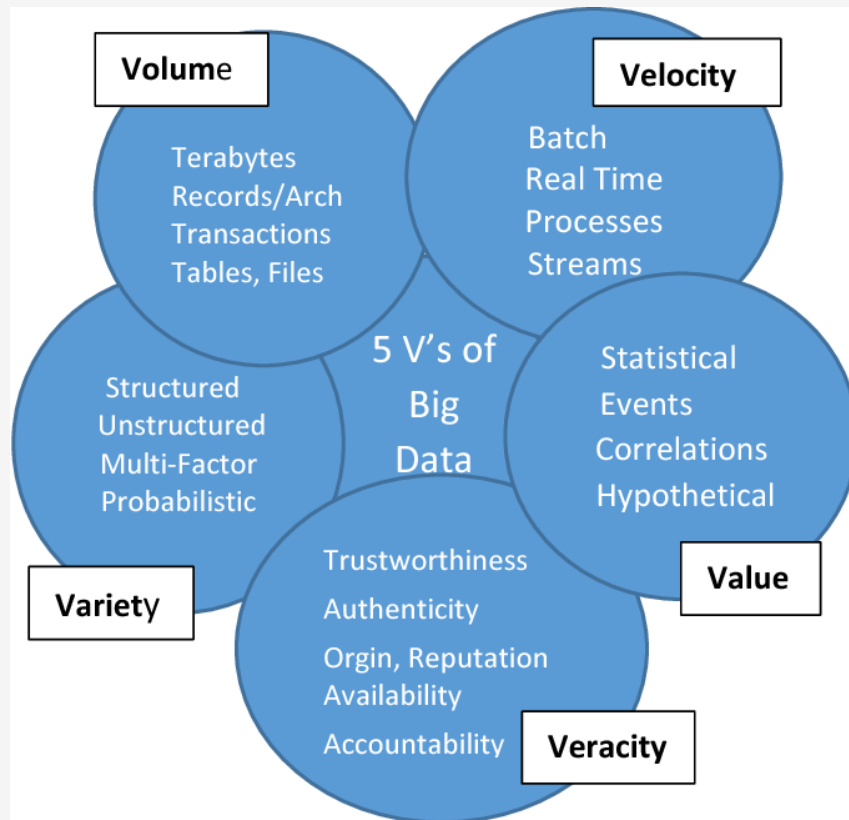 Volume
Terabytes
Records/Arch
Transactions
Tables, Files
Velocity
Batch
Real Time
Processes
Streams
5 V’s of
Big
Data
Structured
Unstructured
Multi-Factor
Probabilistic
Variety
Statistical
Events
Correlations
Hypothetical
Value
Trustworthiness
Authenticity
Orgin, Reputation
Availability
Accountability
Veracity